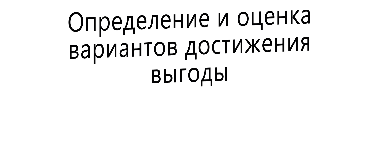 Определение и оценка
вариантов достижения
выгоды